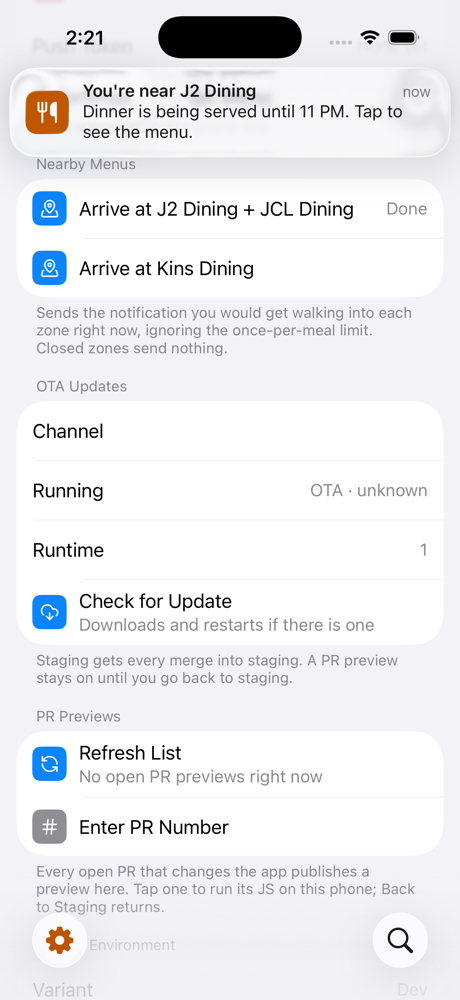 Push Token
2:21
You're near J2 Dining
now
Dinner is being served until 11 PM. Tap to
see the menu.
Nearby Menus
Arrive at J2 Dining + JCL Dining
Done
Arrive at Kins Dining
Sends the notification you would get walking into each
zone right now, ignoring the once-per-meal limit.
Closed zones send nothing.
OTA Updates
Channel
Running
OTA · unknown
Runtime
1
Check for Update
Downloads and restarts if there is one
Staging gets every merge into staging. A PR preview
stays on until you go back to staging.
PR Previews
Refresh List
No open PR previews right now
# Enter PR Number
Every open PR that changes the app publishes a
preview here. Tap one to run its JS on this phone; Back
to Staging returns.
Environment
Variant
Dev